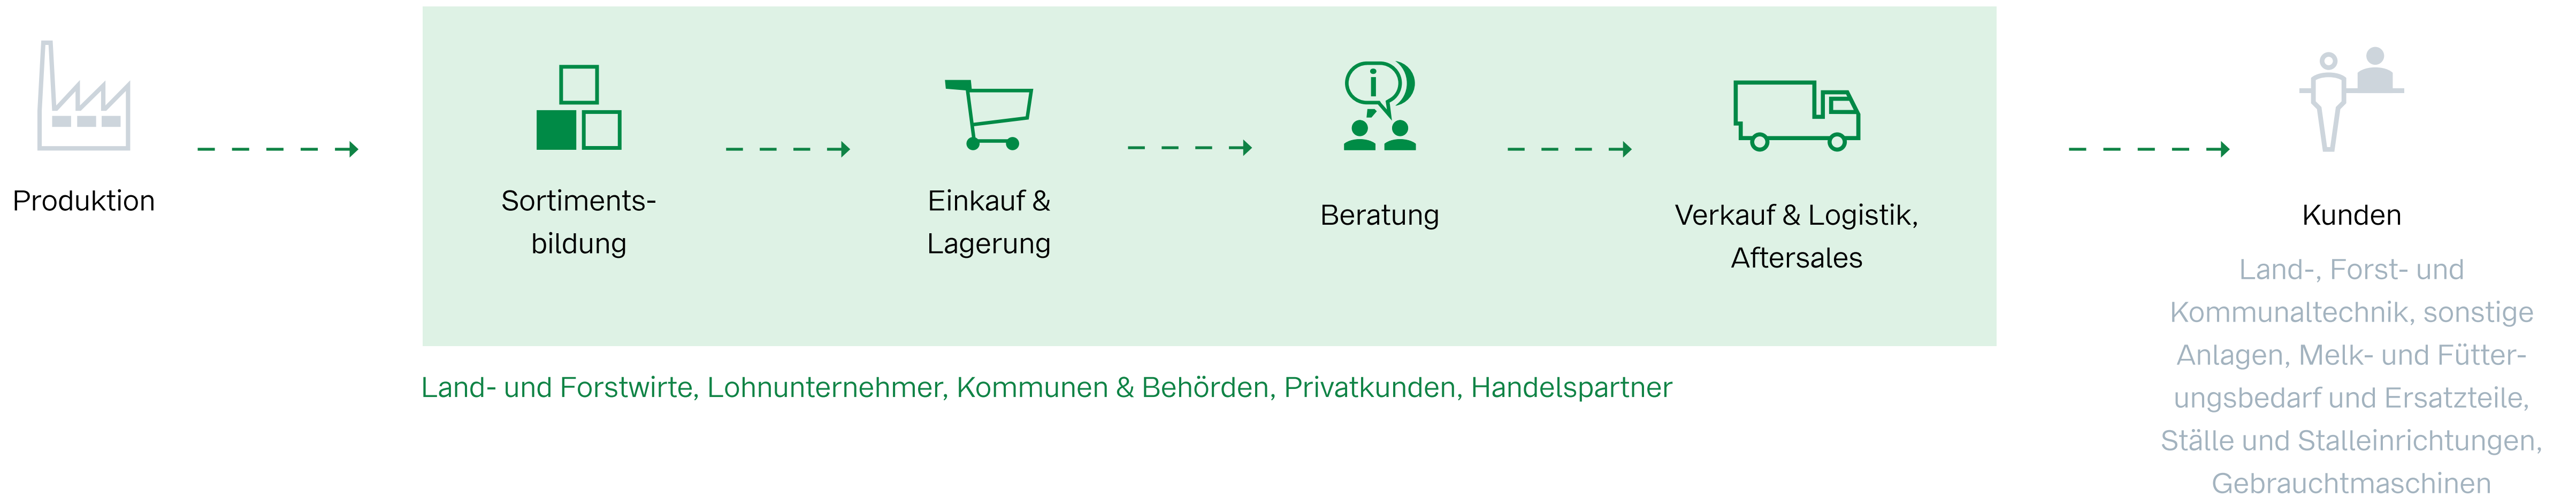 Produktion
Sortiments-
bildung
Einkauf &
Lagerung
Beratung
Verkauf & Logistik,
Aftersales
Kunden
Land-, Forst- und
Kommunaltechnik, sonstige
Anlagen, Melk- und Fütter-
ungsbedarf und Ersatzteile,
Ställe und Stalleinrichtungen,
Gebrauchtmaschinen
Land- und Forstwirte, Lohnunternehmer, Kommunen & Behörden, Privatkunden, Handelspartner